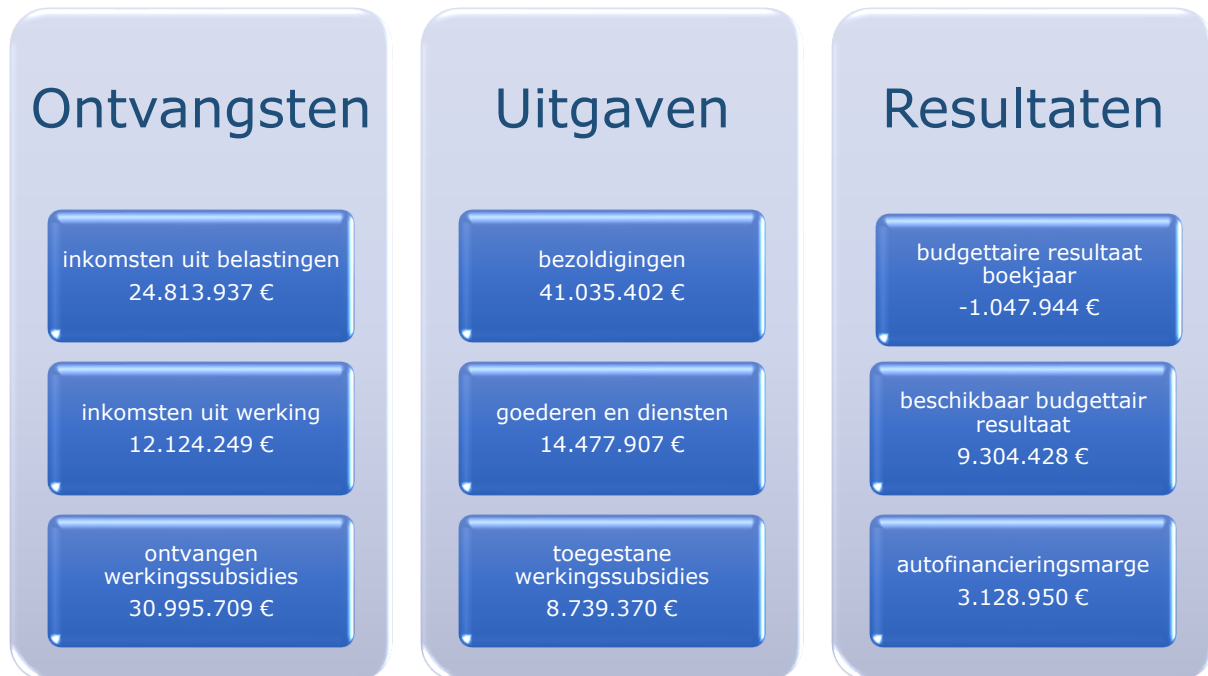 Ontvangsten
inkomsten uit belastingen
24.813.937 €
inkomsten uit werking
12.124.249 €
ontvangen
werkingssubsidies
30.995.709 €
Uitgaven
bezoldigingen
41.035.402 €
goederen en diensten
14.477.907 €
toegestane
werkingssubsidies
8.739.370 €
Resultaten
budgettaire resultaat
boekjaar
-1.047.944 €
beschikbaar budgettair
resultaat
9.304.428 €
autofinancieringsmarge
3.128.950 €